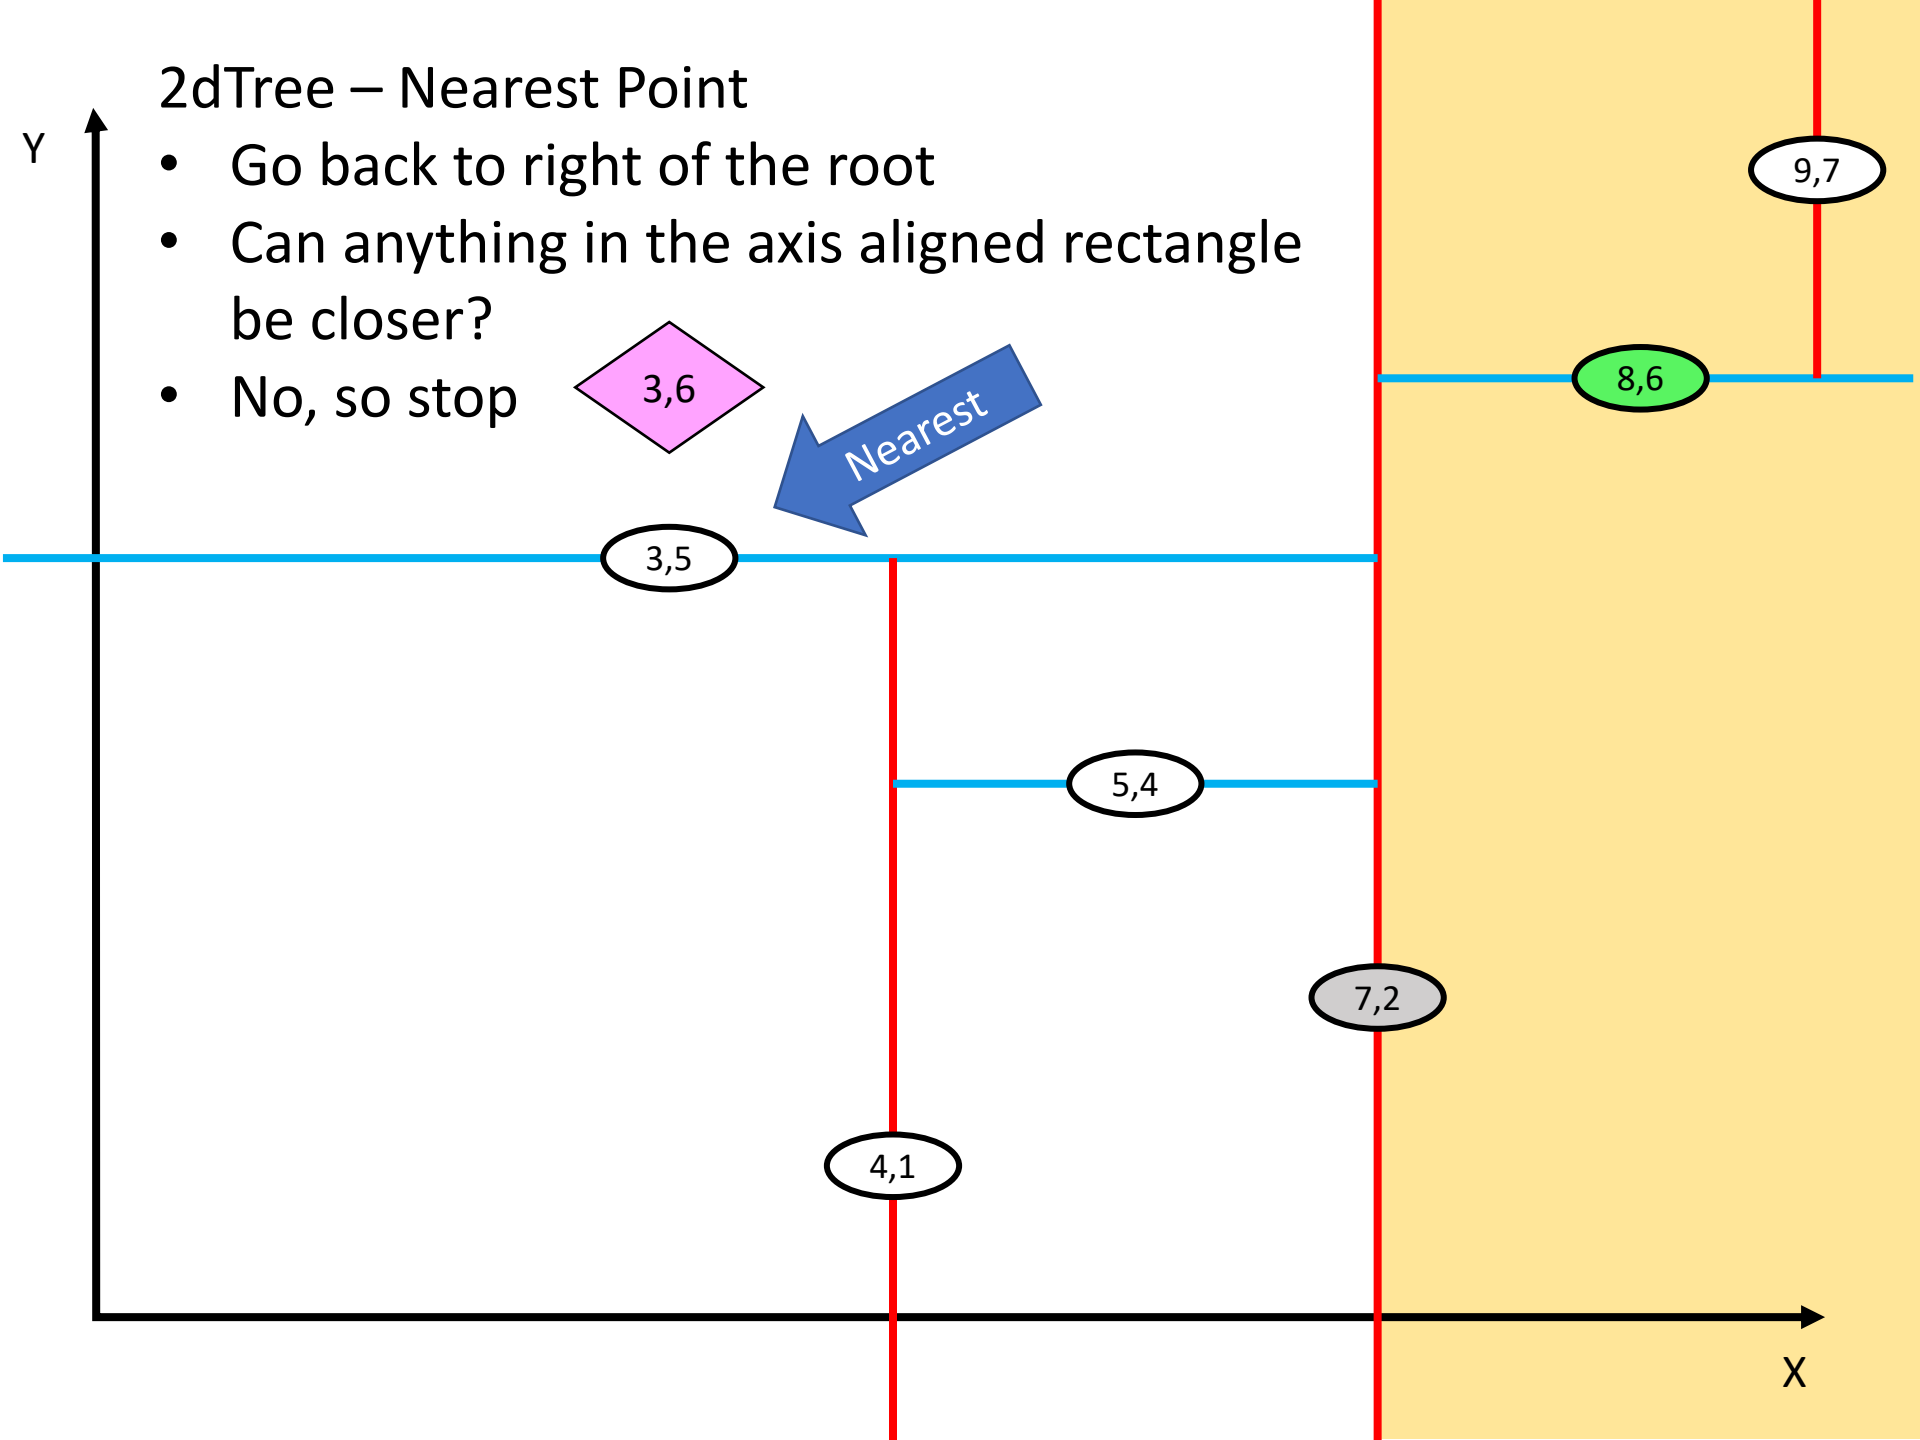 2dTree – Nearest Point
Y
• Go back to right of the root
9,7
• Can anything in the axis aligned rectangle
be closer?
• No, so stop
3,6
Nearest
8,6
3,5
5,4
7,2
4,1
X